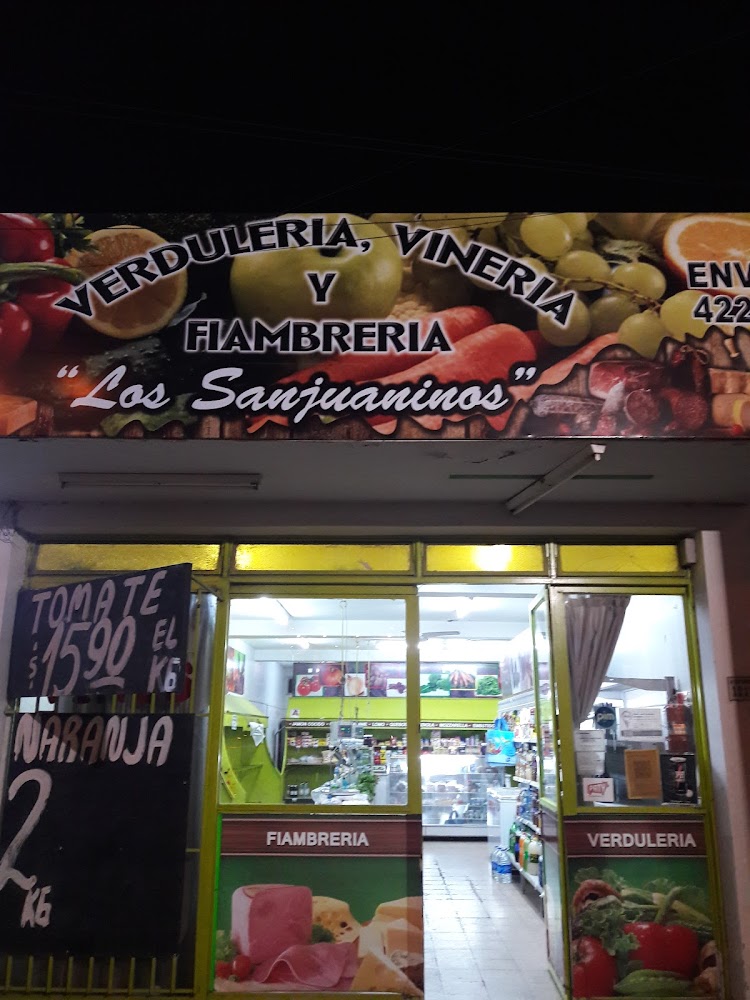 VERDULERIA, VINERIA
Y
FIAMBRERIA
"Los Sanjuaninos"
ENV
422
TOMATE
$1590 EL
KG
NARANJA
2
KG
FIAMBRERIA
VERDULERIA